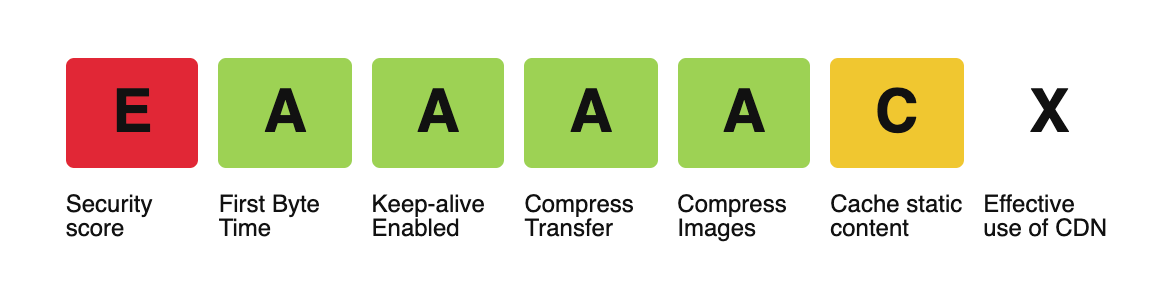 E
A
A
A
A
C
X
Security
score
First Byte
Time
Keep-alive
Enabled
Compress
Transfer
Compress
Images
Cache static
content
Effective
use of CDN